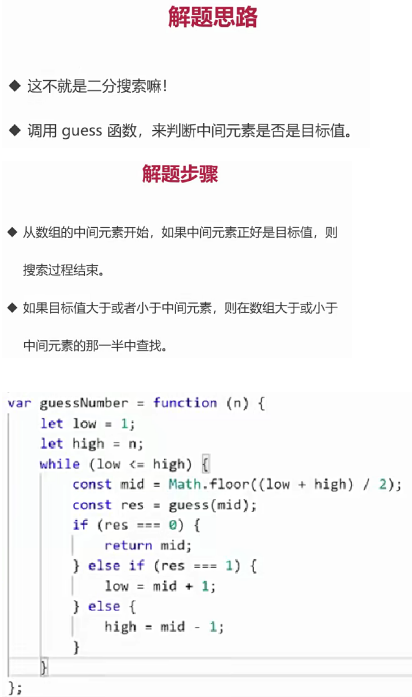 解题思路
◆ 这不就是二分搜索嘛！
◆ 调用 guess 函数，来判断中间元素是否是目标值。
解题步骤
◆ 从数组的中间元素开始，如果中间元素正好是目标值，则
搜索过程结束。
◆ 如果目标值大于或者小于中间元素，则在数组大于或小于
中间元素的那一半中查找。
var guessNumber = function (n) {
    let low = 1;
    let high = n;
    while (low <= high) {
        const mid = Math.floor((low + high) / 2);
        const res = guess(mid);
        if (res === 0) {
            return mid;
        } else if (res === 1) {
            low = mid + 1;
        } else {
            high = mid - 1;
        }
    }
};